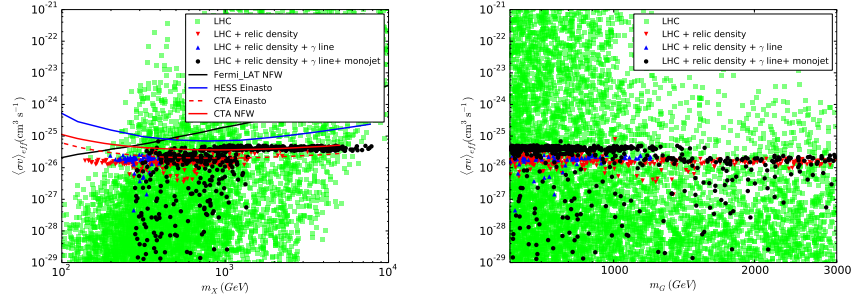 10^-21
10^-22
10^-23
10^-24
10^-25
10^-26
10^-27
10^-28
10^-29
⟨σv⟩_eff(cm^3 s^-1)
LHC
LHC + relic density
LHC + relic density + γ line
LHC + relic density + γ line+ monojet
Fermi_LAT NFW
HESS Einasto
CTA Einasto
CTA NFW
10^2
10^3
10^4
m_X (GeV)
10^-21
10^-22
10^-23
10^-24
10^-25
10^-26
10^-27
10^-28
10^-29
⟨σv⟩_eff(cm^3 s^-1)
LHC
LHC + relic density
LHC + relic density + γ line
LHC + relic density + γ line+ monojet
1000
2000
3000
m_G (GeV)